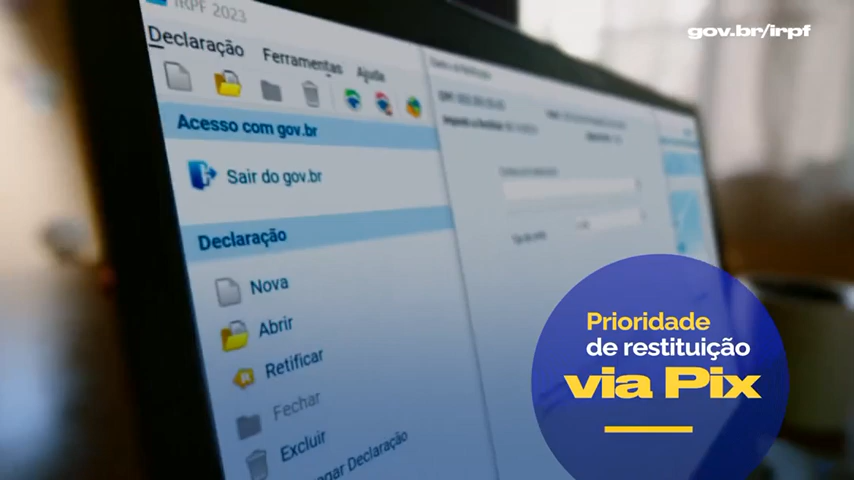 gov.br/irpf
IRPF 2023
Declaração Ferramentas Ajuda
Acesso com gov.br
Sair do gov.br
Declaração
Nova
Abrir
Retificar
Fechar
Excluir
Declaração
Prioridade
de restituição
via Pix